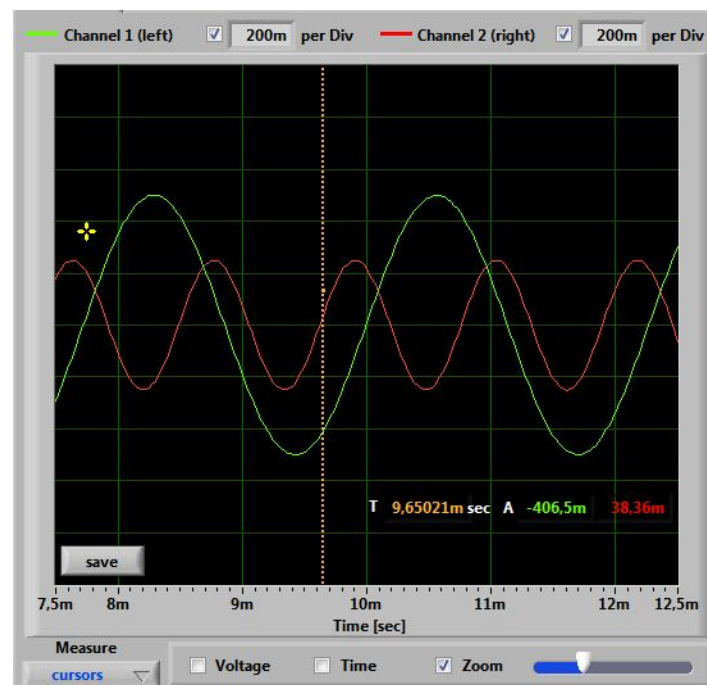 Channel 1 (left) 200m per Div Channel 2 (right) 200m per Div
T 9,65021m sec A -406,5m 38,36m
save
7,5m 8m 9m 10m 11m 12m 12,5m
Time [sec]
Measure
cursors Voltage Time Zoom